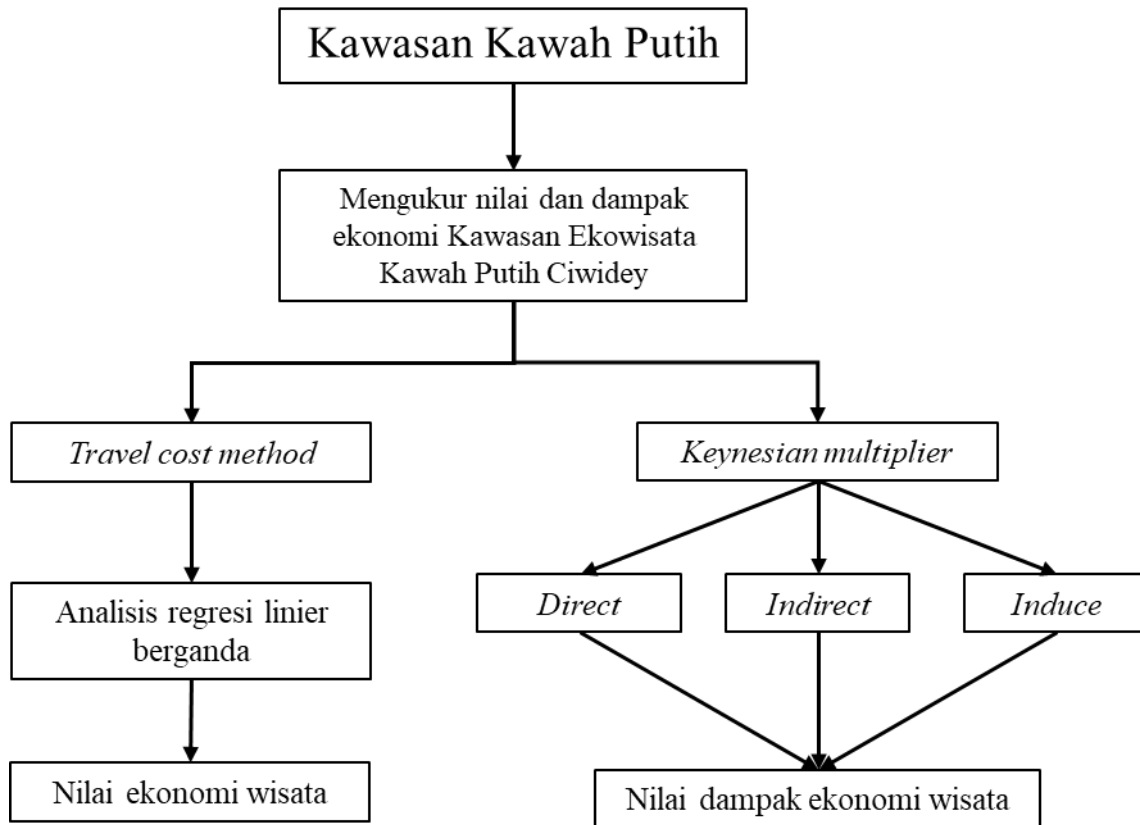 Kawasan Kawah Putih
Mengukur nilai dan dampak
ekonomi Kawasan Ekowisata
Kawah Putih Ciwidey
Travel cost method
Keynesian multiplier
Analisis regresi linier
berganda
Direct
Indirect
Induce
Nilai ekonomi wisata
Nilai dampak ekonomi wisata